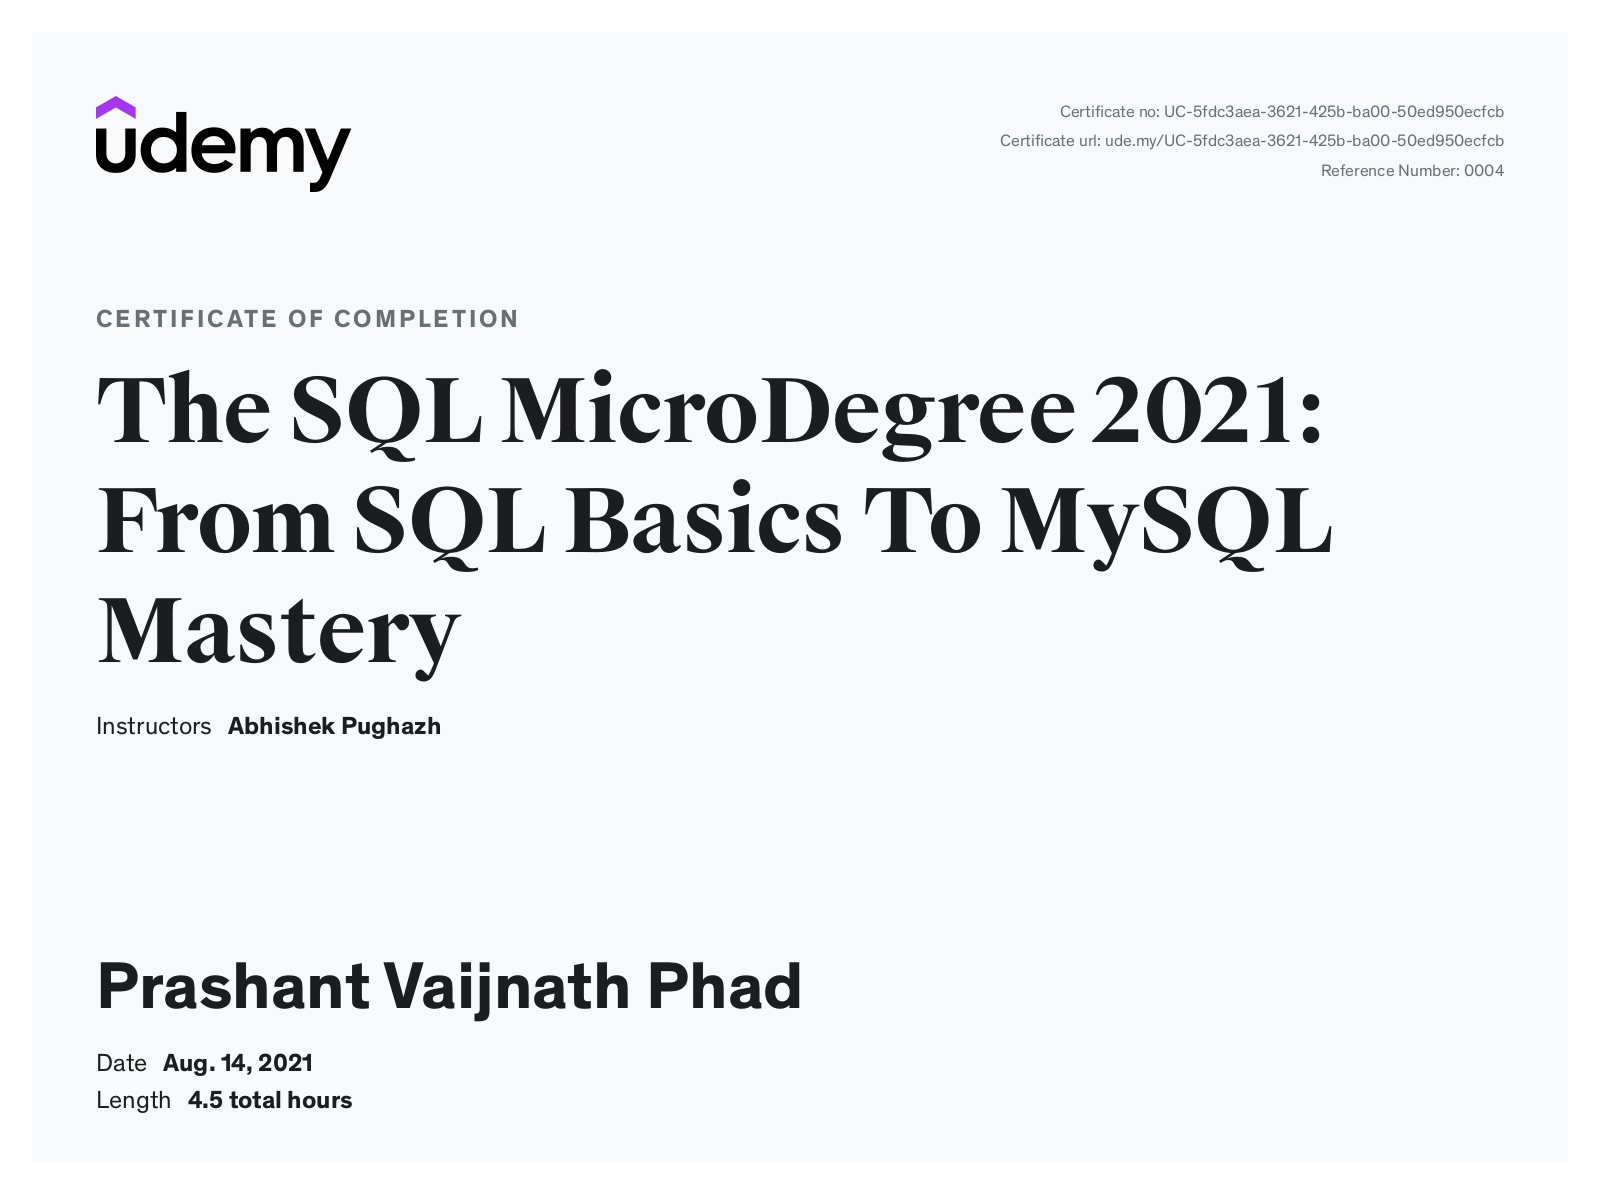 udemy
Certificate no: UC-5fdc3aea-3621-425b-ba00-50ed950ecfcb
Certificate url: ude.my/UC-5fdc3aea-3621-425b-ba00-50ed950ecfcb
Reference Number: 0004
CERTIFICATE OF COMPLETION
The SQL MicroDegree 2021:
From SQL Basics To MySQL
Mastery
Instructors Abhishek Pughazh
Prashant Vaijnath Phad
Date Aug. 14, 2021
Length 4.5 total hours